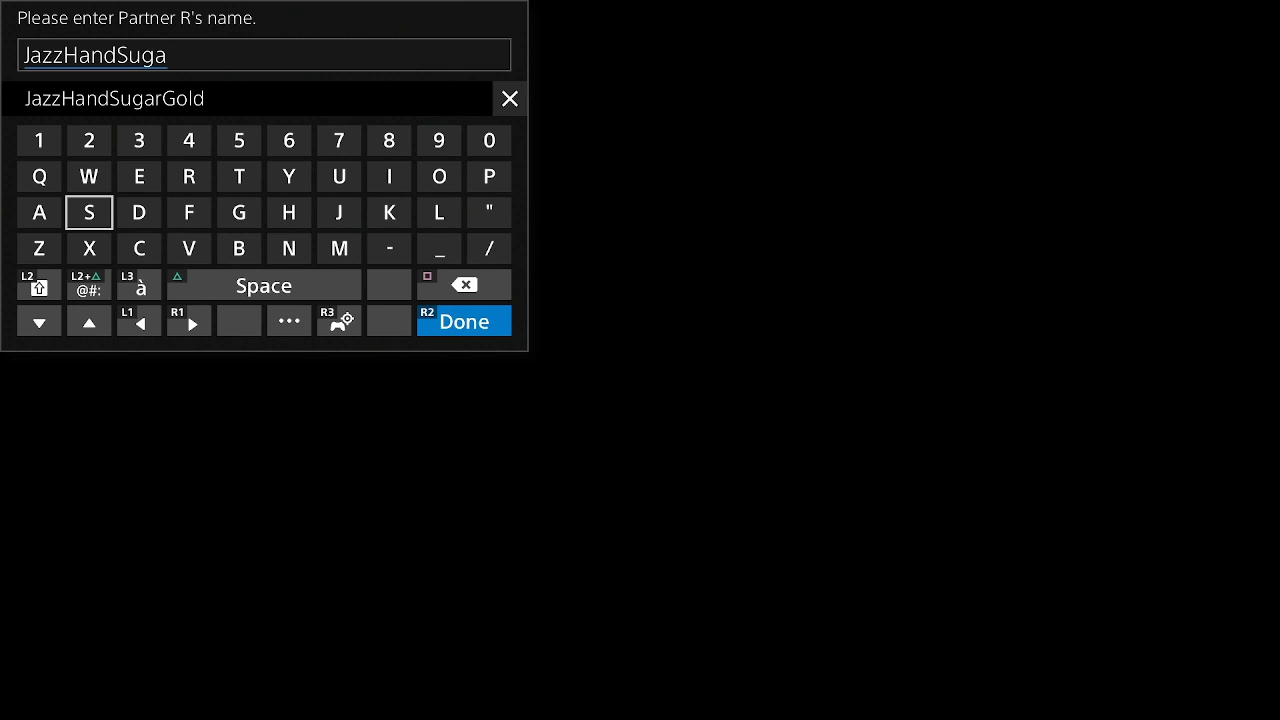 Please enter Partner R's name.
JazzHandSuga
JazzHandSugarGold
1 2 3 4 5 6 7 8 9 0
Q W E R T Y U I O P
A S D F G H J K L "
Z X C V B N M - _ /
L2 L2+△ @#: L3 à △ Space
L1 R1 ... R3 R2 Done